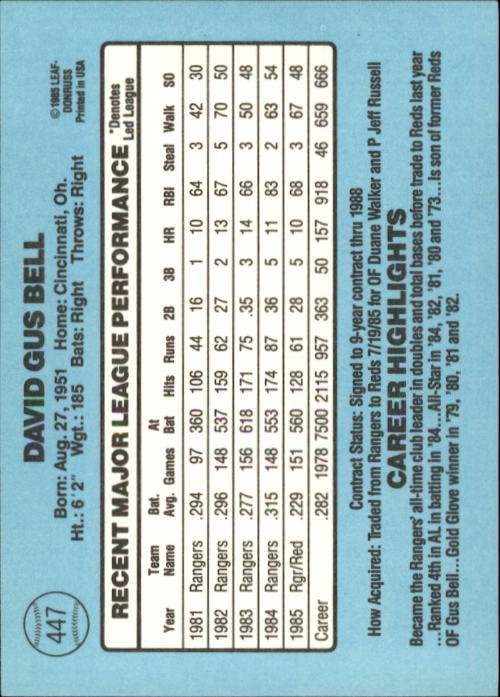 447
DAVID GUS BELL
©1985 LEAF-
DONRUSS
Printed in USA
Born: Aug. 27, 1951 Home: Cincinnati, Oh.
Ht.: 6'2" Wgt.: 185 Bats: Right Throws: Right
RECENT MAJOR LEAGUE PERFORMANCE
*Denotes
Led League
Year Team Name Bat. Avg. Games At Bat Hits Runs 2B 3B HR RBI Steal Walk SO
1981 Rangers .294 97 360 106 44 16 1 10 64 3 42 30
1982 Rangers .296 148 537 159 62 27 2 13 67 5 70 50
1983 Rangers .277 156 618 171 75 .35 3 14 66 3 50 48
1984 Rangers .315 148 553 174 87 36 5 11 83 2 63 54
1985 Rgr/Red .229 151 560 128 61 28 5 10 68 3 67 48
Career .282 1978 7500 2115 957 363 50 157 918 46 659 666
Contract Status: Signed to 9-year contract thru 1988
How Acquired: Traded from Rangers to Reds 7/19/85 for OF Duane Walker and P Jeff Russell
CAREER HIGHLIGHTS
Became the Rangers' all-time club leader in doubles and total bases before trade to Reds last year
...Ranked 4th in AL in batting in '84...All-Star in '84, '82, '81, '80 and '73...Is son of former Reds
OF Gus Bell...Gold Glove winner in '79, '80, '81 and '82.